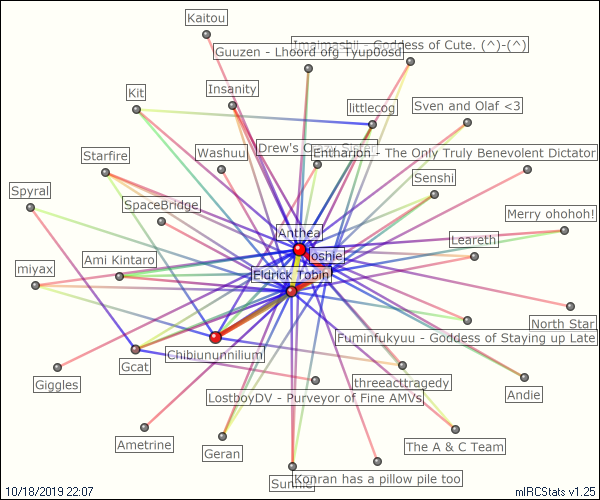 Kaitou
Imaimashii - Goddess of Cute. (^)-(^)
Guuzen - Lhoord ofg Tyup0osd
Kit
Insanity
littlecog
Sven and Olaf <3
Starfire
Washuu
Drew's Crazy Sister
Entharion - The Only Truly Benevolent Dictator
Senshi
Spyral
SpaceBridge
Merry ohohoh!
Anthea
Joshie
Leareth
miyax
Ami Kintaro
Eldrick Tobin
North Star
Fuminfukyuu - Goddess of Staying up Late
Chibiununnilium
Gcat
Giggles
threeacttragedy
LostboyDV - Purveyor of Fine AMVs
Andie
Ametrine
Geran
The A & C Team
Sunnie
Konran has a pillow pile too
10/18/2019 22:07
mIRCStats v1.25